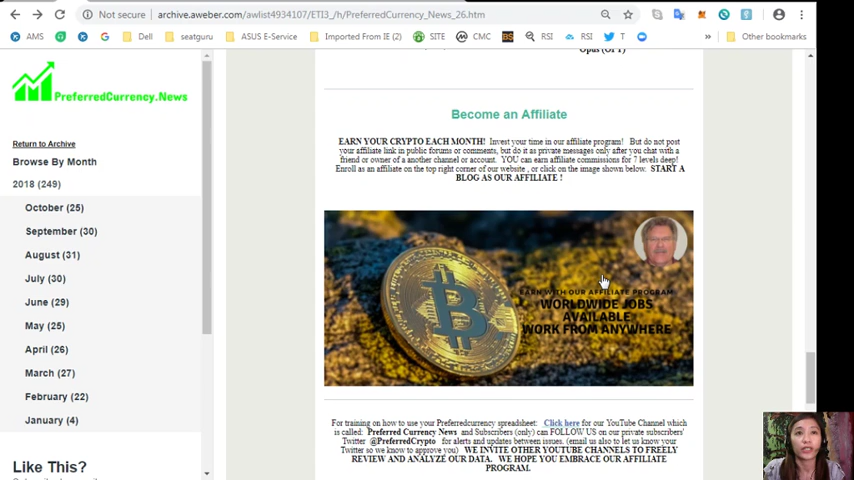 Not secure | archive.aweber.com/awlist4934107/ETI3_/h/PreferredCurrency_News_26.htm
AMS
Dell
seatguru
ASUS E-Service
Imported From IE (2)
SITE
CMC
BS
RSI
RSI
T
»
Other bookmarks
PreferredCurrency.News
Return to Archive
Browse By Month
2018 (249)
October (25)
September (30)
August (31)
July (30)
June (29)
May (25)
April (26)
March (27)
February (22)
January (4)
Like This?
Opus (OPT)
Become an Affiliate
EARN YOUR CRYPTO EACH MONTH! Invest your time in our affiliate program! But do not post
your affiliate link in public forums or comments, but do it as private messages only after you chat with a
friend or owner of a another channel or account. YOU can earn affiliate commissions for 7 levels deep!
Enroll as an affiliate on the top right corner of our website , or click on the image shown below. START A
BLOG AS OUR AFFILIATE !
EARN WITH OUR AFFILIATE PROGRAM
WORLDWIDE JOBS
AVAILABLE
WORK FROM ANYWHERE
For training on how to use your Preferredcurrency spreadsheet: Click here for our YouTube Channel which
is called: Preferred Currency News and Subscribers (only) can FOLLOW US on our private subscribers'
Twitter @PreferredCrypto for alerts and updates between issues. (email us also to let us know your
Twitter so we know to approve you) WE INVITE OTHER YOUTUBE CHANNELS TO FREELY
REVIEW AND ANALYZE OUR DATA. WE HOPE YOU EMBRACE OUR AFFILIATE
PROGRAM.